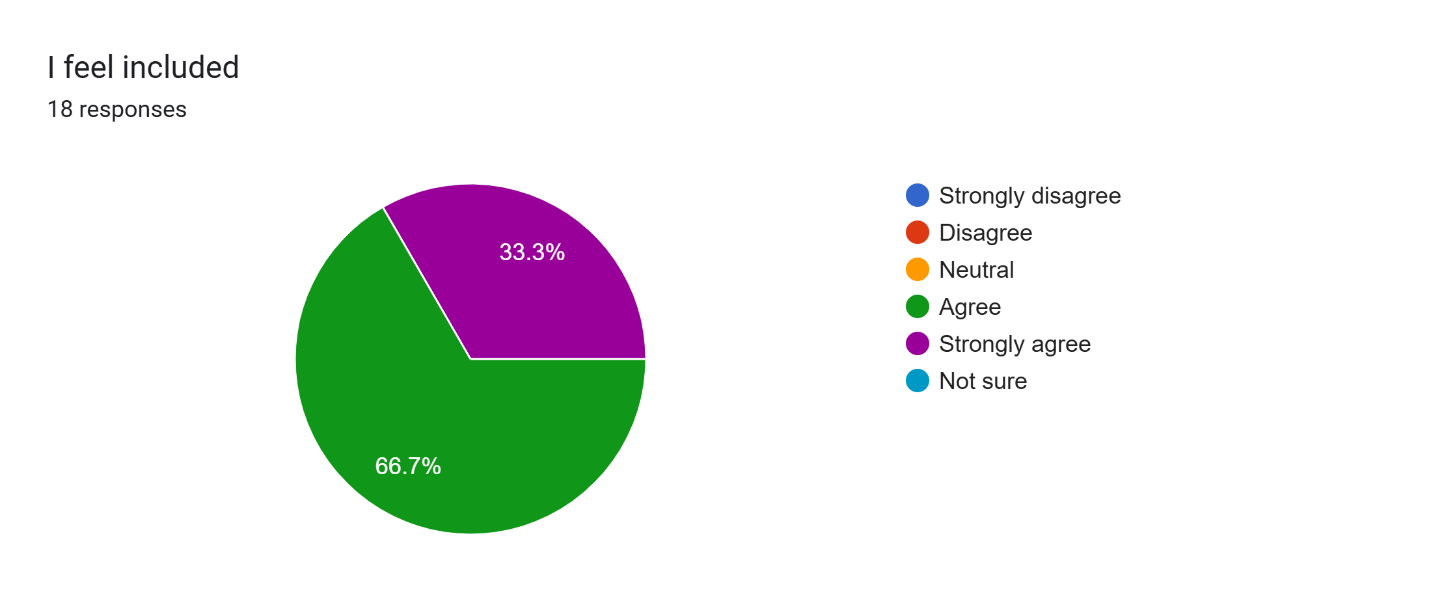 I feel included
18 responses
33.3%
66.7%
Strongly disagree
Disagree
Neutral
Agree
Strongly agree
Not sure